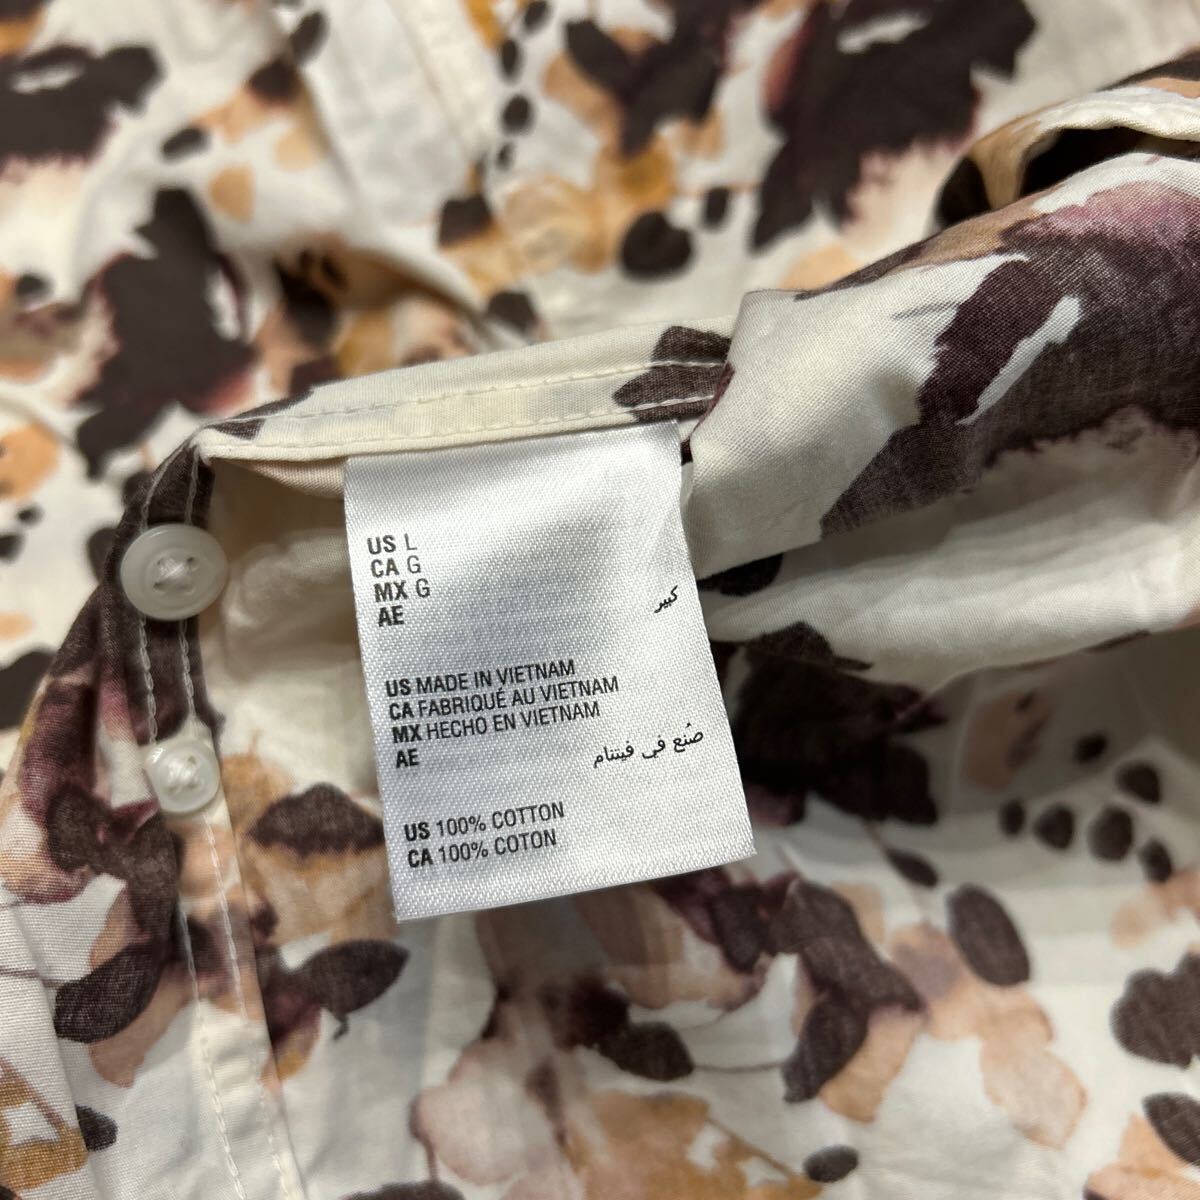 US L
CA G
MX G
AE كبير
US MADE IN VIETNAM
CA FABRIQUÉ AU VIETNAM
MX HECHO EN VIETNAM
AE صُنع في فيتنام
US 100% COTTON
CA 100% COTON